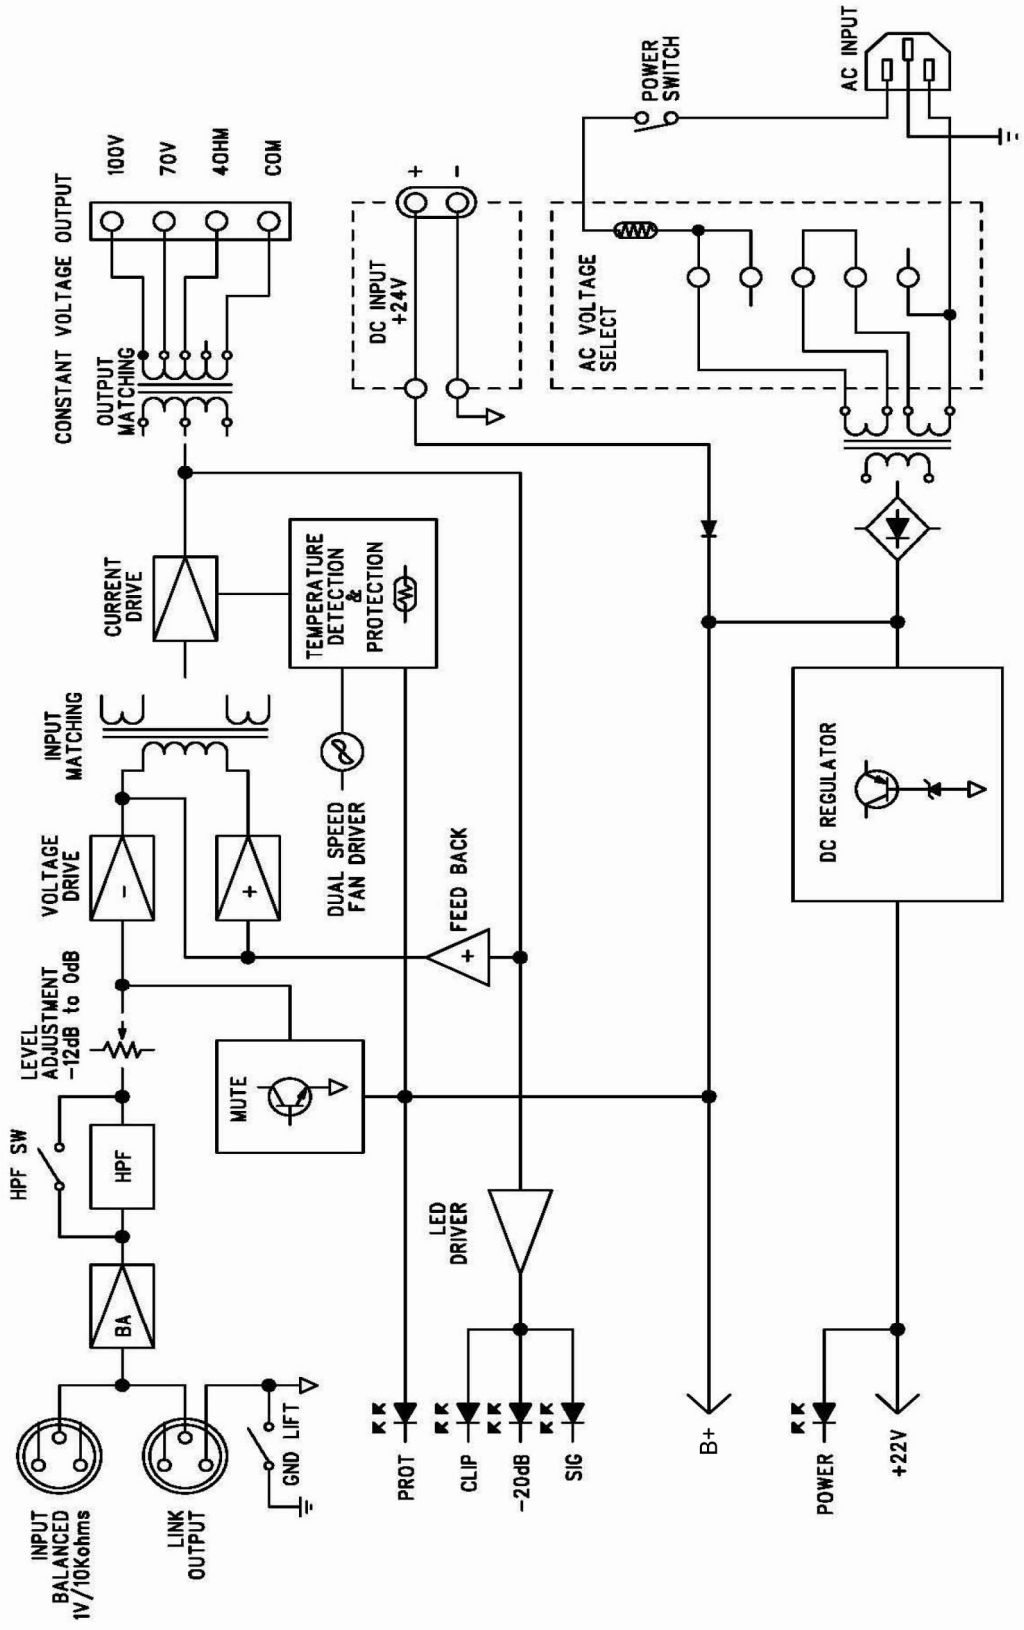 INPUT
BALANCED
1V/10Kohms
LINK
OUTPUT
GND LIFT
BA
HPF SW
HPF
LEVEL
ADJUSTMENT
-12dB to 0dB
MUTE
VOLTAGE
DRIVE
-
+
INPUT
MATCHING
CURRENT
DRIVE
OUTPUT
MATCHING
CONSTANT VOLTAGE OUTPUT
100V
70V
4OHM
COM
TEMPERATURE
DETECTION
&
PROTECTION
DUAL SPEED
FAN DRIVER
FEED BACK
+
LED
DRIVER
PROT
CLIP
-20dB
SIG
DC INPUT
+24V
+
-
B+
AC VOLTAGE
SELECT
POWER
SWITCH
AC INPUT
DC REGULATOR
POWER
+22V